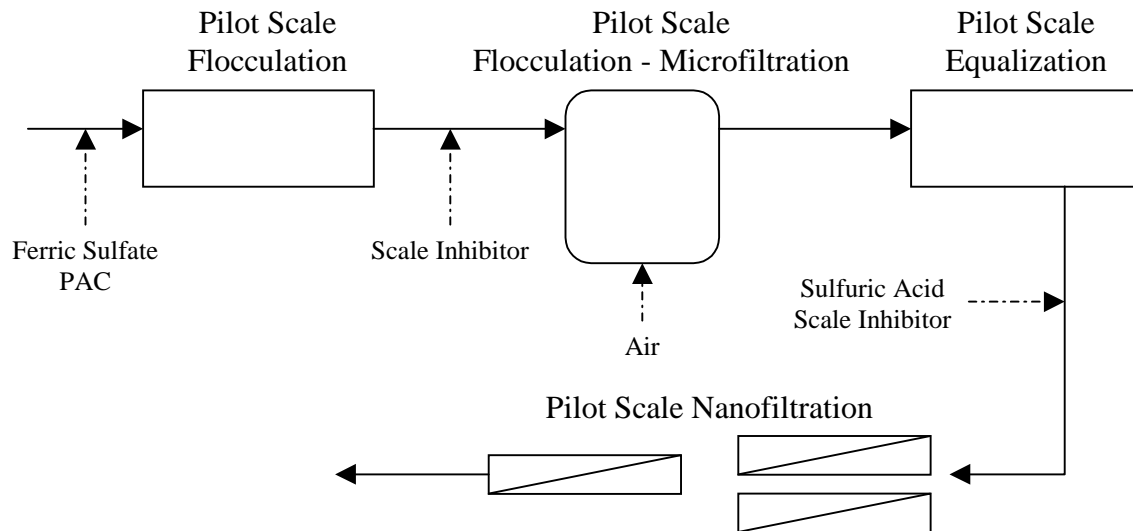 Pilot Scale
Flocculation
Pilot Scale
Flocculation - Microfiltration
Pilot Scale
Equalization
Ferric Sulfate
PAC
Scale Inhibitor
Air
Sulfuric Acid
Scale Inhibitor
Pilot Scale Nanofiltration